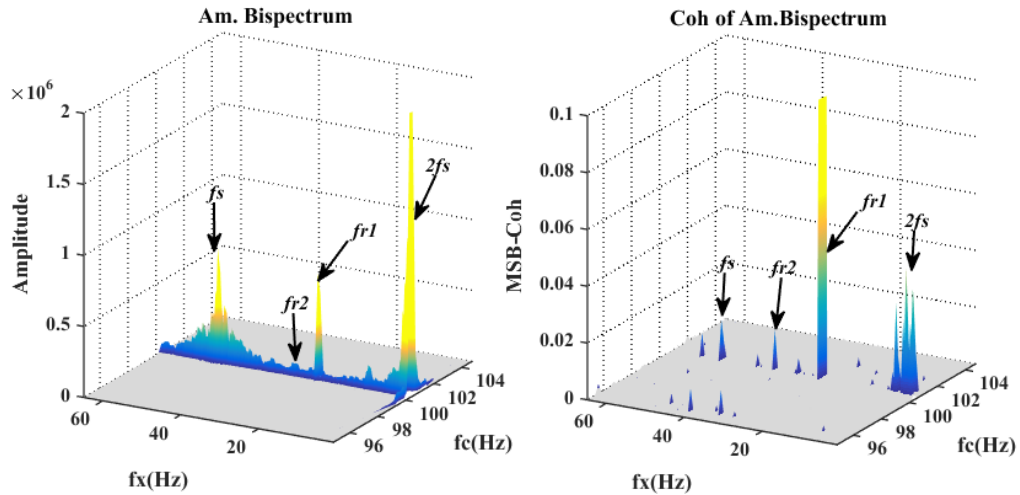 Am. Bispectrum
×10⁶
2
1.5
1
0.5
0
Amplitude
fs
fr2
fr1
2fs
60
40
20
fx(Hz)
96
98
100
102
104
fc(Hz)
Coh of Am.Bispectrum
0.1
0.08
0.06
0.04
0.02
0
MSB-Coh
fs
fr2
fr1
2fs
60
40
20
fx(Hz)
96
98
100
102
104
fc(Hz)